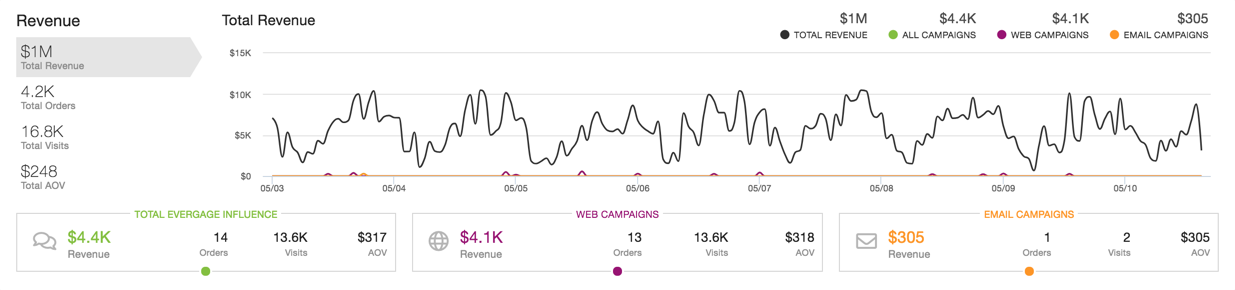 Revenue
$1M
Total Revenue
4.2K
Total Orders
16.8K
Total Visits
$248
Total AOV
Total Revenue
$1M
TOTAL REVENUE
$4.4K
ALL CAMPAIGNS
$4.1K
WEB CAMPAIGNS
$305
EMAIL CAMPAIGNS
$15K
$10K
$5K
$0
05/03 05/04 05/05 05/06 05/07 05/08 05/09 05/10
TOTAL EVERGAGE INFLUENCE
$4.4K 14 13.6K $317
Revenue Orders Visits AOV
WEB CAMPAIGNS
$4.1K 13 13.6K $318
Revenue Orders Visits AOV
EMAIL CAMPAIGNS
$305 1 2 $305
Revenue Orders Visits AOV